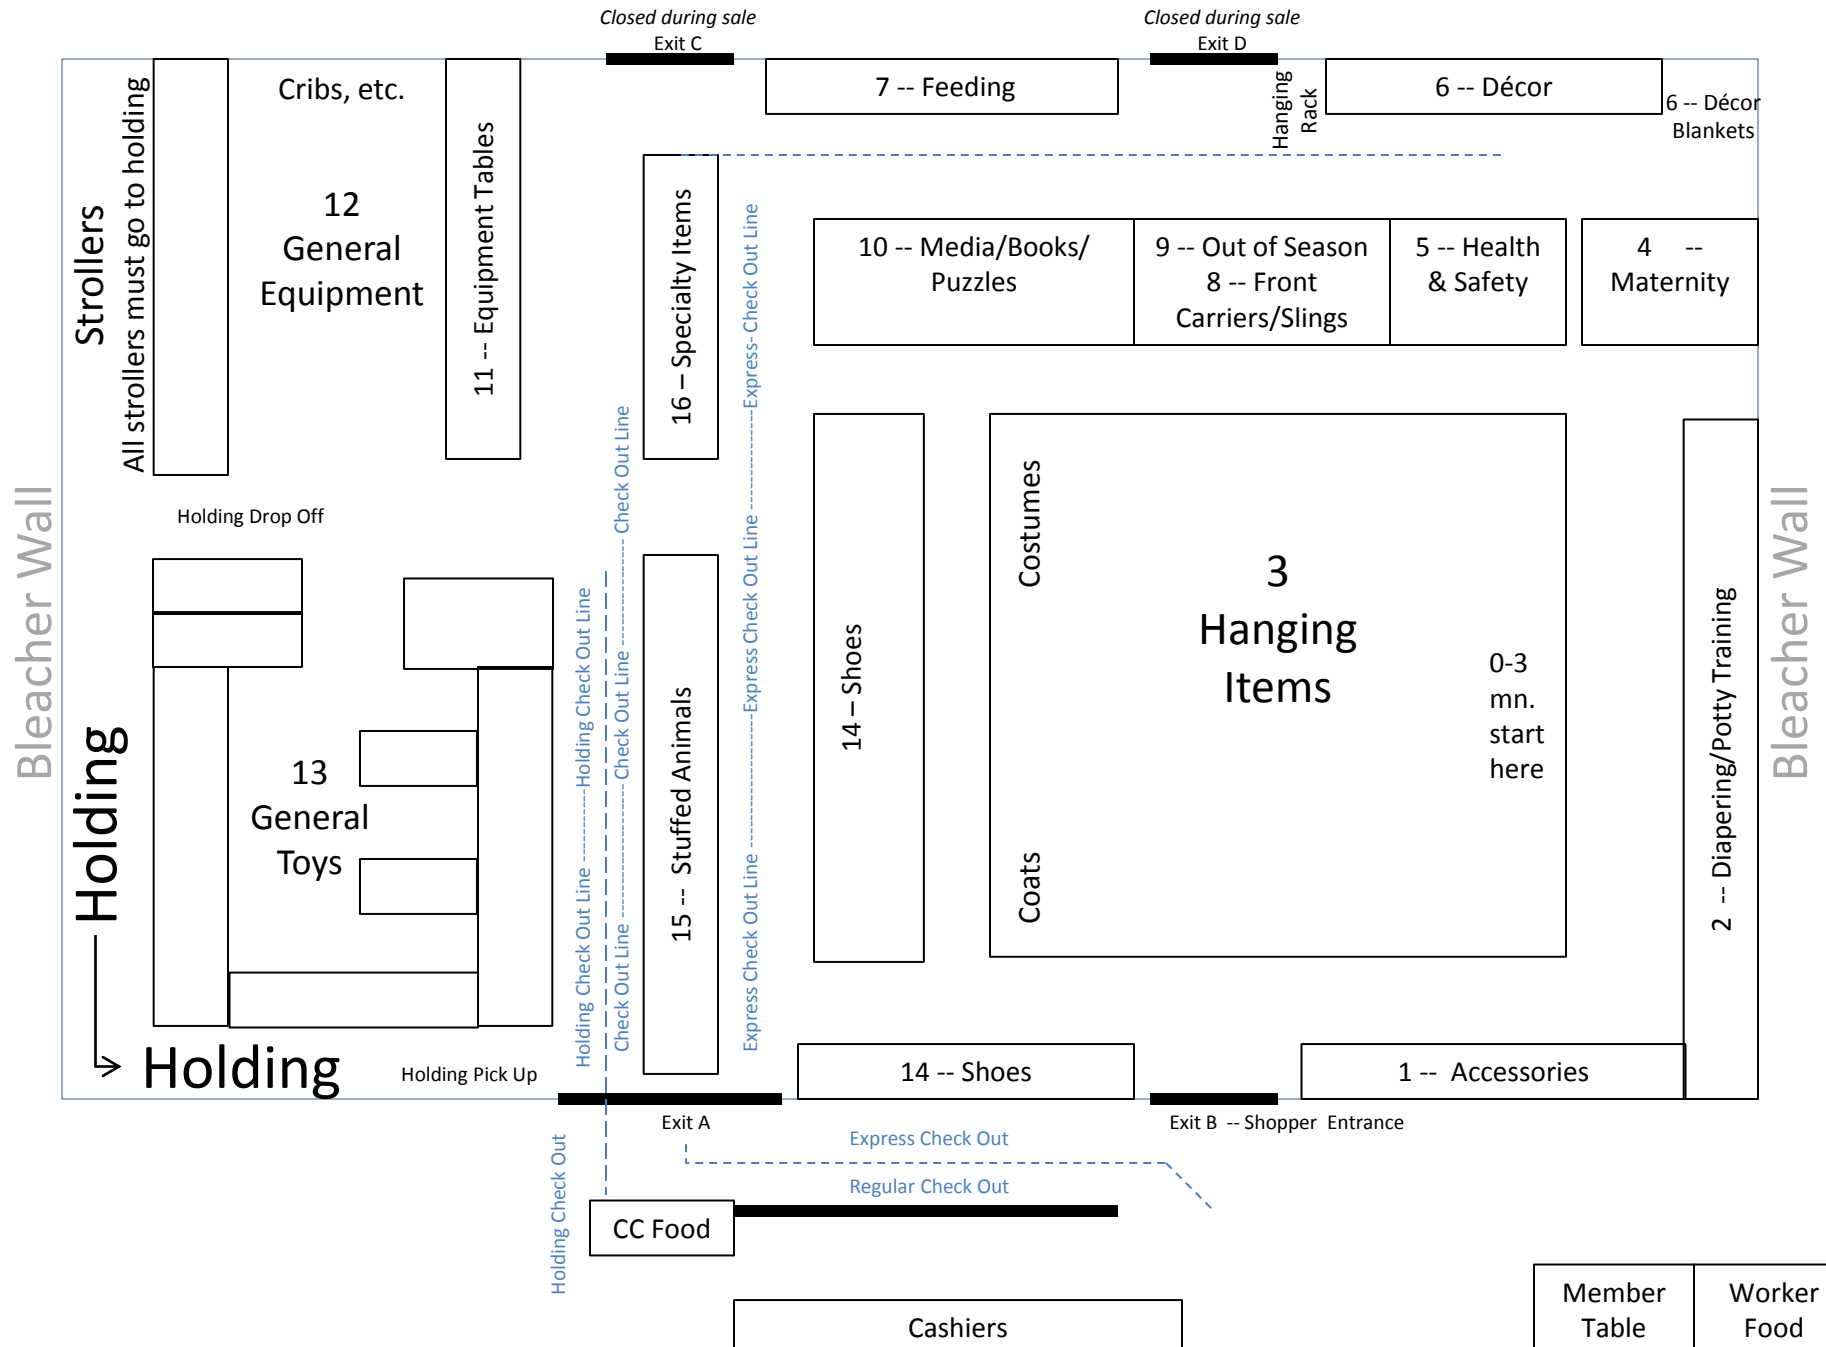 Closed during sale
Exit C
Closed during sale
Exit D
Cribs, etc.
7 -- Feeding
Hanging
Rack
6 -- Décor
6 -- Décor
Blankets
Strollers
All strollers must go to holding
12
General
Equipment
11 -- Equipment Tables
16 – Specialty Items
10 -- Media/Books/
Puzzles
9 -- Out of Season
8 -- Front
Carriers/Slings
5 -- Health
& Safety
4 --
Maternity
Holding Drop Off
Bleacher Wall
Holding
13
General
Toys
Holding Check Out Line ------------Holding Check Out Line
Check Out Line ------------Check Out Line ------------Check Out Line
15 -- Stuffed Animals
Express Check Out Line ------------Express Check Out Line ------------Express- Check Out Line
14 – Shoes
Costumes
Coats
3
Hanging
Items
0-3
mn.
start
here
2 -- Diapering/Potty Training
Bleacher Wall
Holding
Holding Pick Up
14 -- Shoes
1 -- Accessories
Exit A
Exit B -- Shopper Entrance
Holding Check Out
Express Check Out
Regular Check Out
CC Food
Cashiers
Member
Table
Worker
Food